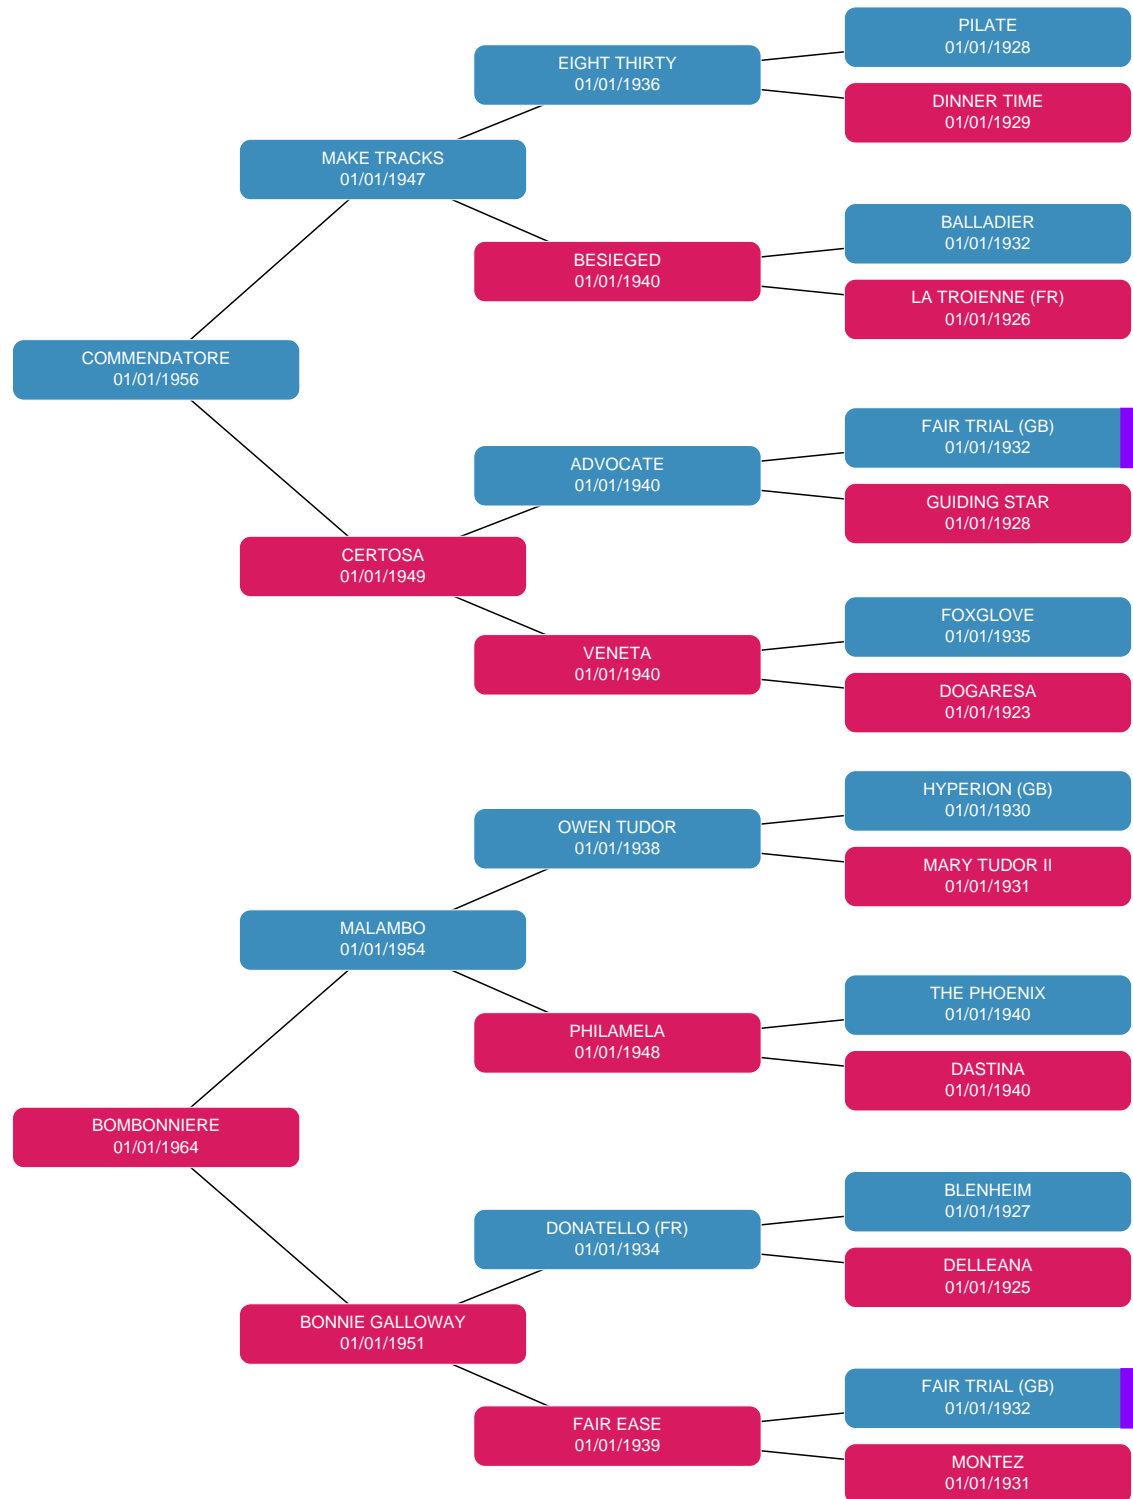 PILATE
01/01/1928
EIGHT THIRTY
01/01/1936
DINNER TIME
01/01/1929
MAKE TRACKS
01/01/1947
BALLADIER
01/01/1932
BESIEGED
01/01/1940
LA TROIENNE (FR)
01/01/1926
COMMENDATORE
01/01/1956
FAIR TRIAL (GB)
01/01/1932
ADVOCATE
01/01/1940
GUIDING STAR
01/01/1928
CERTOSA
01/01/1949
FOXGLOVE
01/01/1935
VENETA
01/01/1940
DOGARESA
01/01/1923
HYPERION (GB)
01/01/1930
OWEN TUDOR
01/01/1938
MARY TUDOR II
01/01/1931
MALAMBO
01/01/1954
THE PHOENIX
01/01/1940
PHILAMELA
01/01/1948
DASTINA
01/01/1940
BOMBONNIERE
01/01/1964
BLENHEIM
01/01/1927
DONATELLO (FR)
01/01/1934
DELLEANA
01/01/1925
BONNIE GALLOWAY
01/01/1951
FAIR TRIAL (GB)
01/01/1932
FAIR EASE
01/01/1939
MONTEZ
01/01/1931